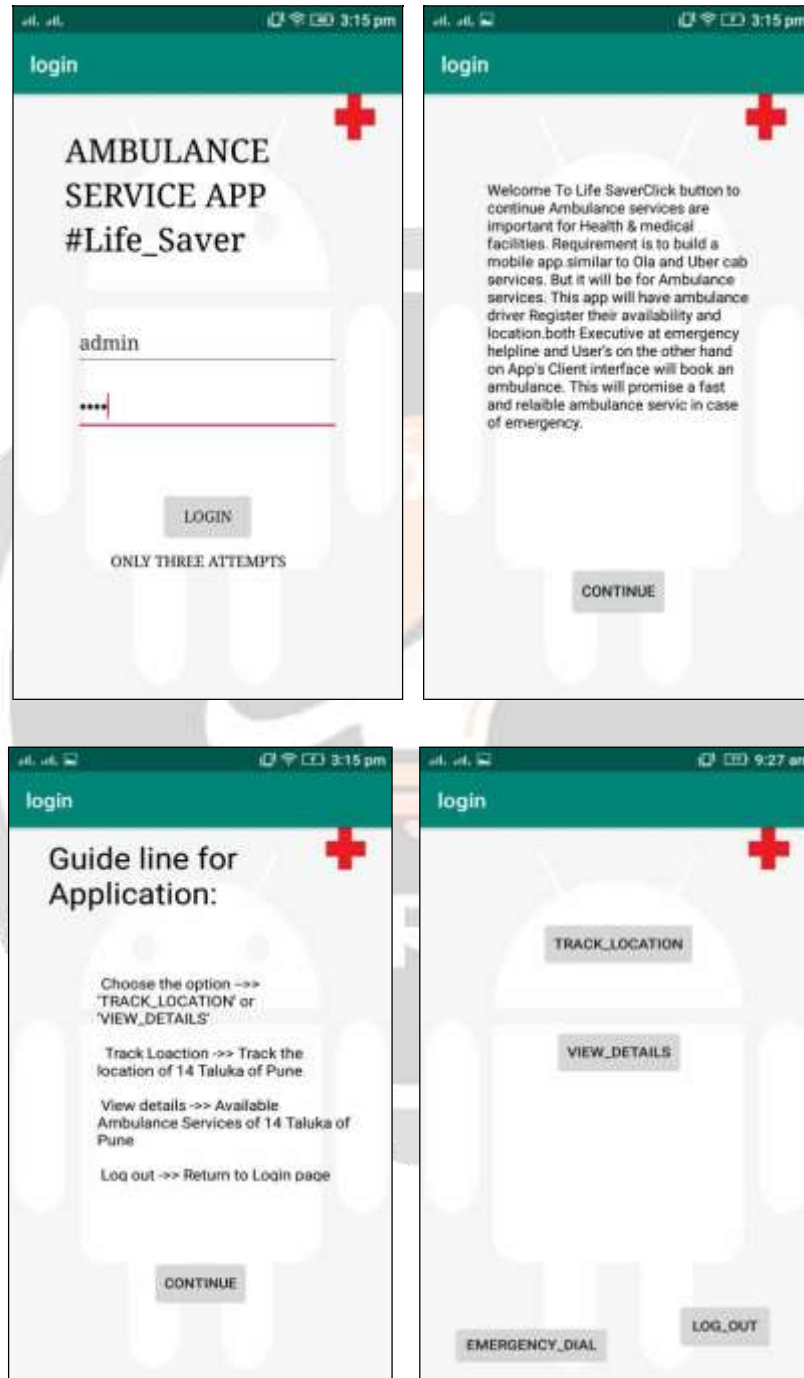 3:15 pm
login
AMBULANCE
SERVICE APP
#Life_Saver
admin
••••
LOGIN
ONLY THREE ATTEMPTS
3:15 pm
login
Welcome To Life SaverClick button to
continue Ambulance services are
important for Health & medical
facilities. Requirement is to build a
mobile app similar to Ola and Uber cab
services. But it will be for Ambulance
services. This app will have ambulance
driver Register their availability and
location.both Executive at emergency
helpline and User's on the other hand
on App's Client interface will book an
ambulance. This will promise a fast
and relaible ambulance servic in case
of emergency.
CONTINUE
3:15 pm
login
Guide line for
Application:
Choose the option -->>
'TRACK_LOCATION' or
'VIEW_DETAILS'
Track Loaction ->> Track the
location of 14 Taluka of Pune
View details ->> Available
Ambulance Services of 14 Taluka of
Pune
Log out ->> Return to Login page
CONTINUE
9:27 am
login
TRACK_LOCATION
VIEW_DETAILS
LOG_OUT
EMERGENCY_DIAL